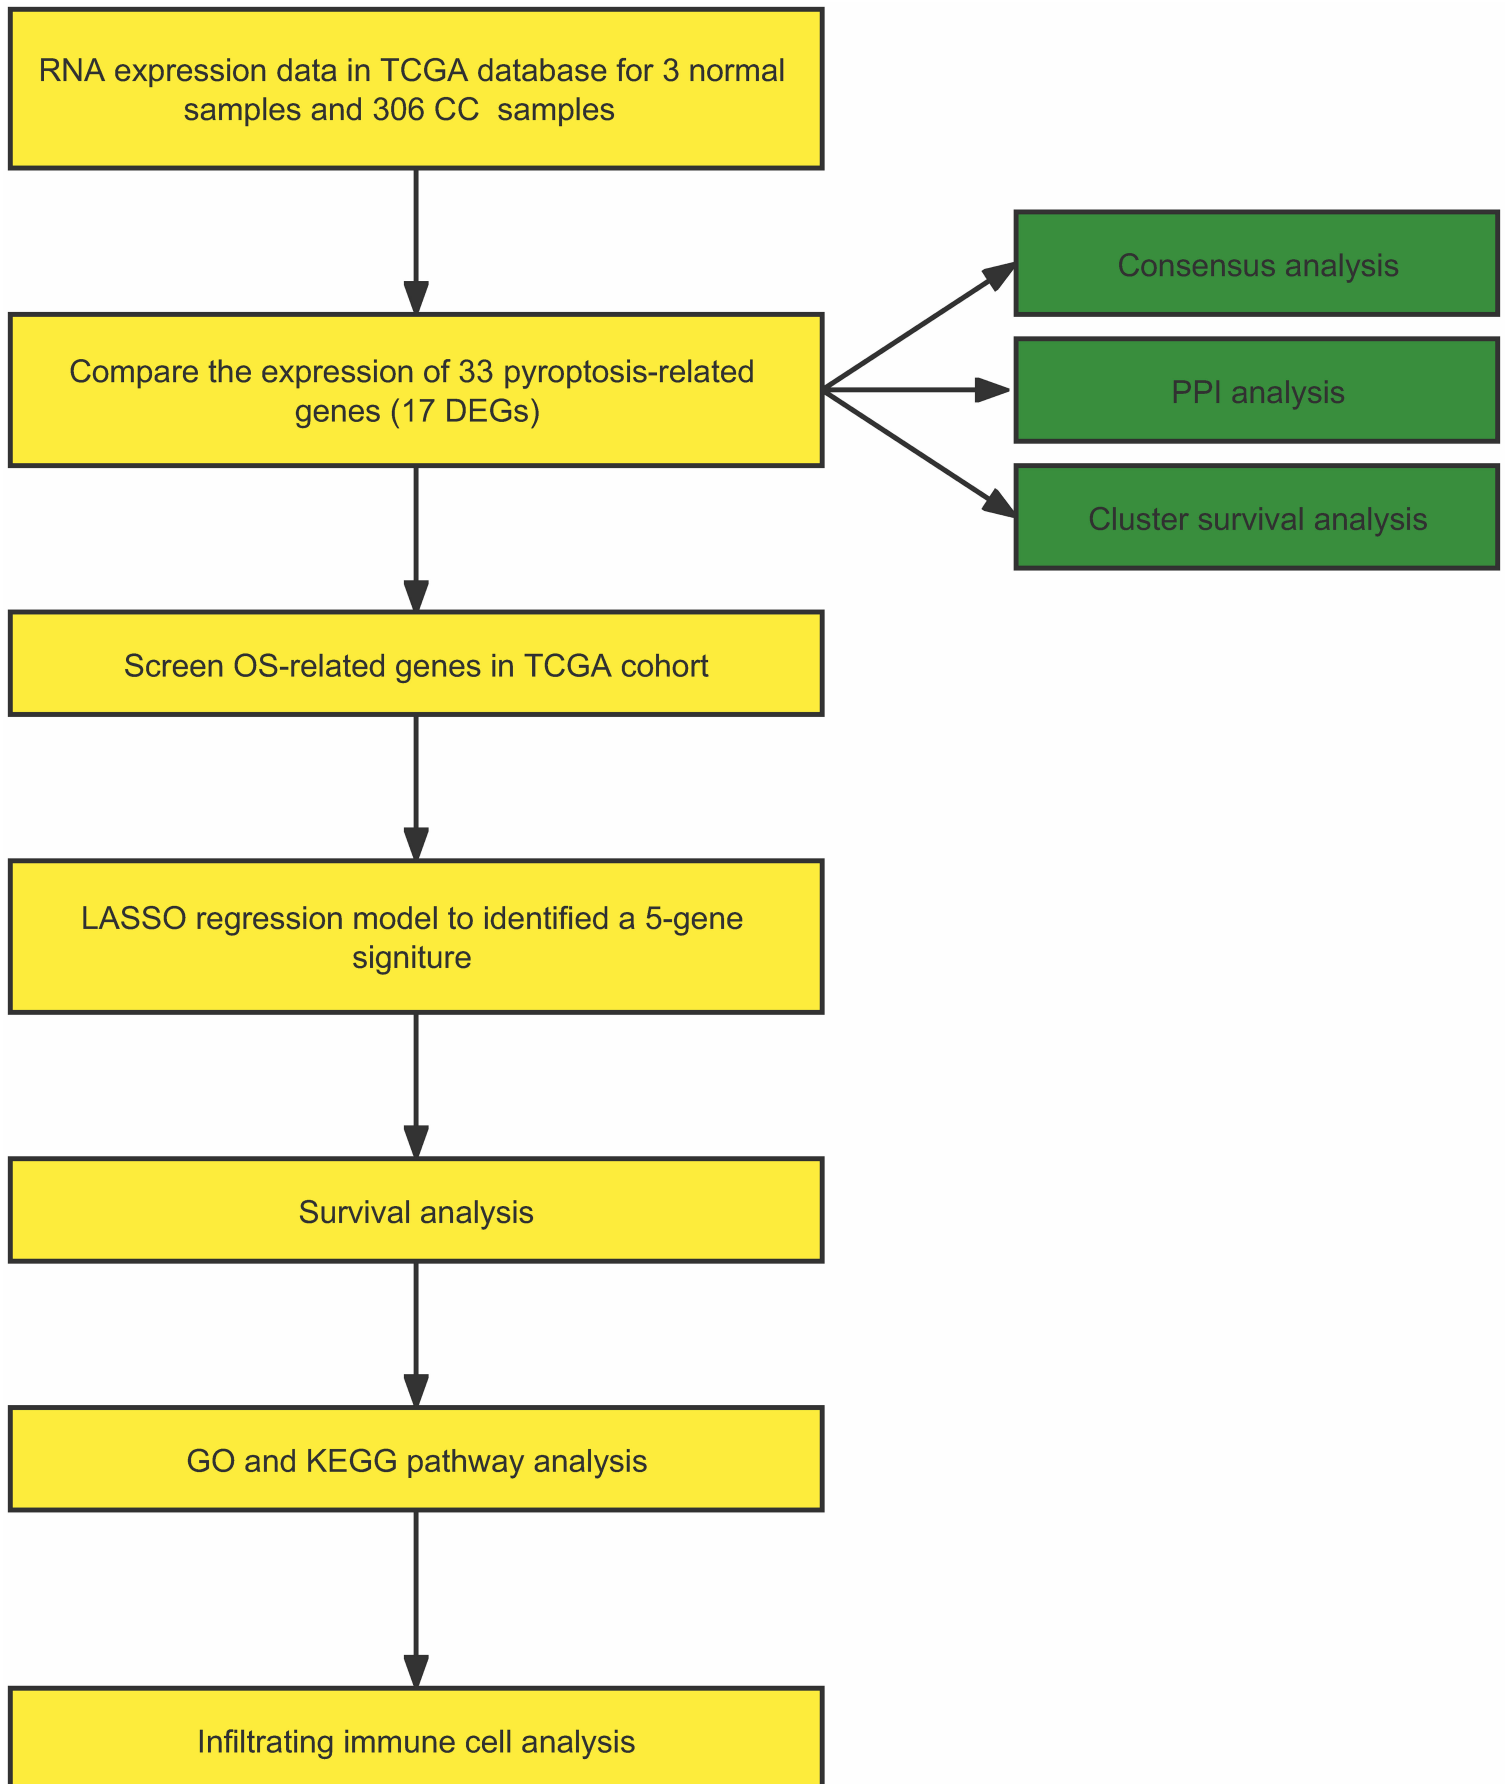 RNA expression data in TCGA database for 3 normal
samples and 306 CC  samples
Compare the expression of 33 pyroptosis-related
genes (17 DEGs)
Consensus analysis
PPI analysis
Cluster survival analysis
Screen OS-related genes in TCGA cohort
LASSO regression model to identified a 5-gene
signiture
Survival analysis
GO and KEGG pathway analysis
Infiltrating immune cell analysis